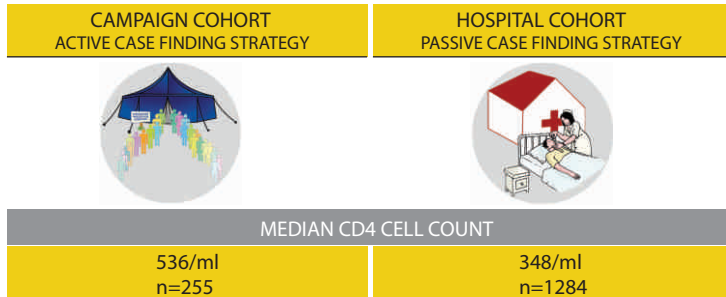 CAMPAIGN COHORT
ACTIVE CASE FINDING STRATEGY
HOSPITAL COHORT
PASSIVE CASE FINDING STRATEGY
MEDIAN CD4 CELL COUNT
536/ml
n=255
348/ml
n=1284